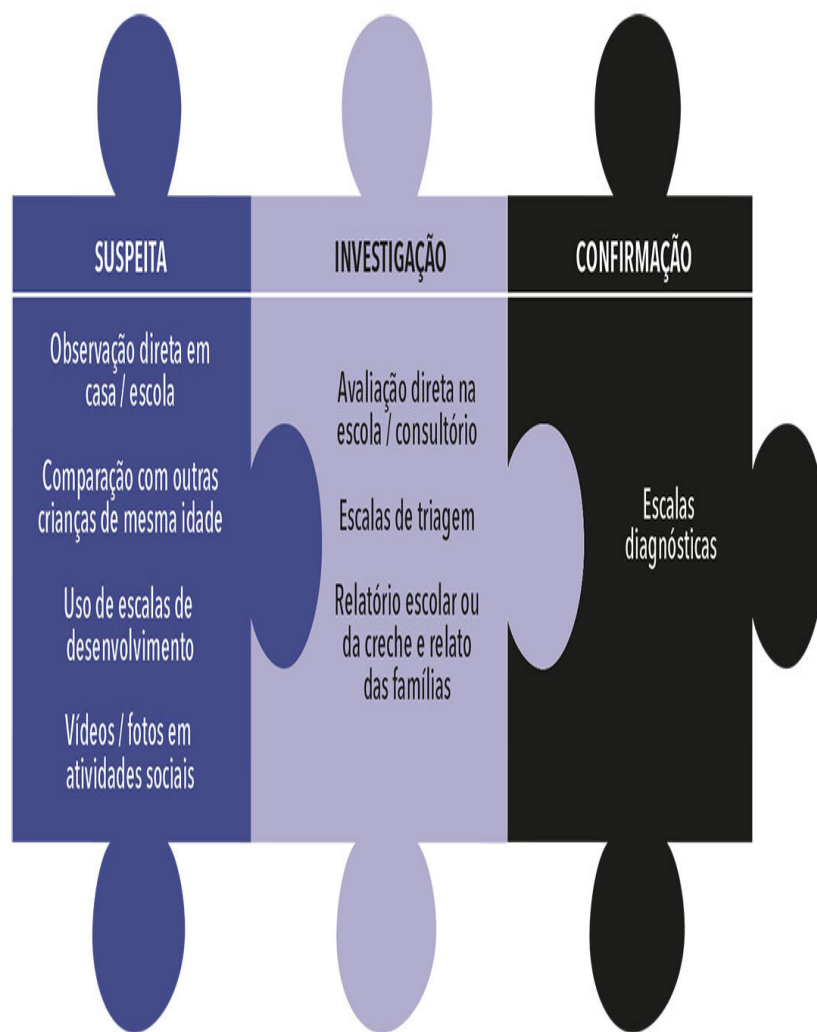 SUSPEITA
Observação direta em
casa / escola
Comparação com outras
crianças de mesma idade
Uso de escalas de
desenvolvimento
Vídeos / fotos em
atividades sociais
INVESTIGAÇÃO
Avaliação direta na
escola / consultório
Escalas de triagem
Relatório escolar ou
da creche e relato
das famílias
CONFIRMAÇÃO
Escalas
diagnósticas